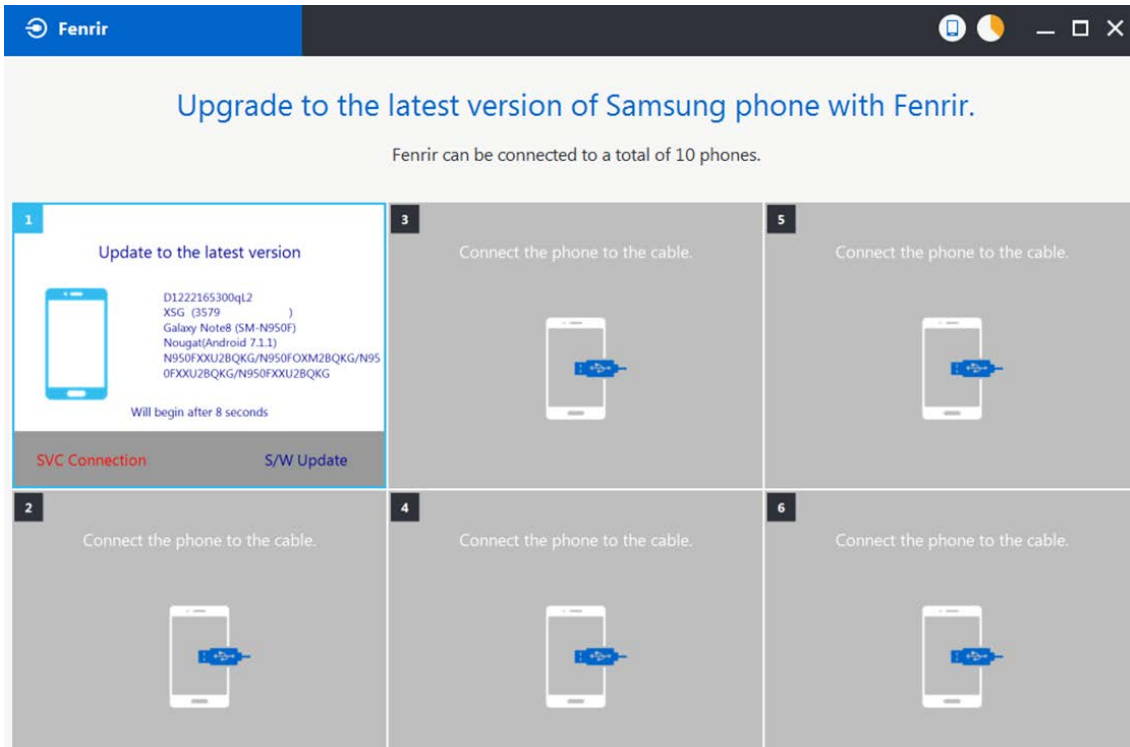 Fenrir
Upgrade to the latest version of Samsung phone with Fenrir.
Fenrir can be connected to a total of 10 phones.
1
Update to the latest version
D1222165300qL2
XSG (3579 )
Galaxy Note8 (SM-N950F)
Nougat(Android 7.1.1)
N950FXXU2BQKG/N950FOXM2BQKG/N95
0FXXU2BQKG/N950FXXU2BQKG
Will begin after 8 seconds
SVC Connection
S/W Update
3
Connect the phone to the cable.
5
Connect the phone to the cable.
2
Connect the phone to the cable.
4
Connect the phone to the cable.
6
Connect the phone to the cable.